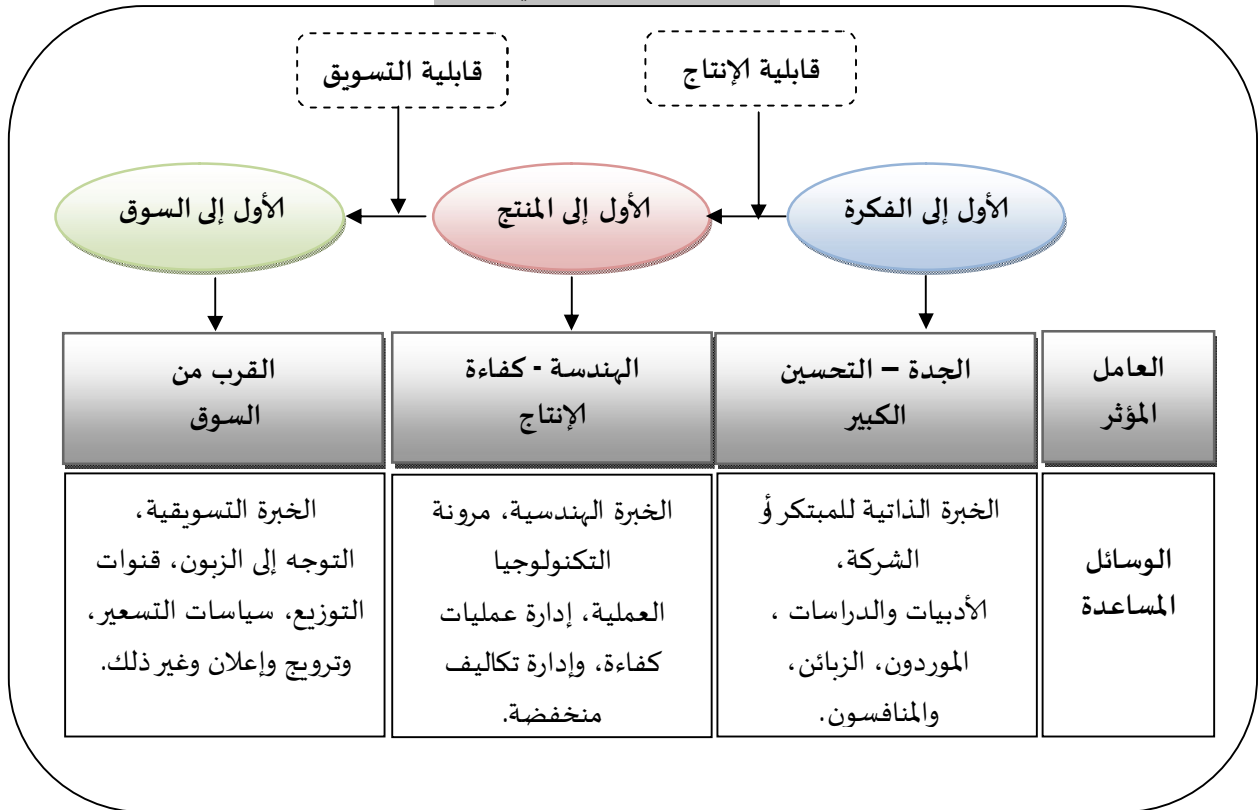 قابلية الإنتاج
قابلية التسويق
الأول إلى الفكرة
الأول إلى المنتج
الأول إلى السوق
العامل
المؤثر
الجدة – التحسين
الكبير
الهندسة - كفاءة
الإنتاج
القرب من
السوق
الوسائل
المساعدة
الخبرة الذاتية للمبتكر ؤ
الشركة،
الأدبيات والدراسات ،
الموردون، الزبائن،
والمنافسون.
الخبرة الهندسية، مرونة
التكنولوجيا
العملية، إدارة عمليات
كفاءة، وإدارة تكاليف
منخفضة.
الخبرة التسويقية،
التوجه إلى الزبون، قنوات
التوزيع، سياسات التسعير،
وترويج وإعلان وغير ذلك.